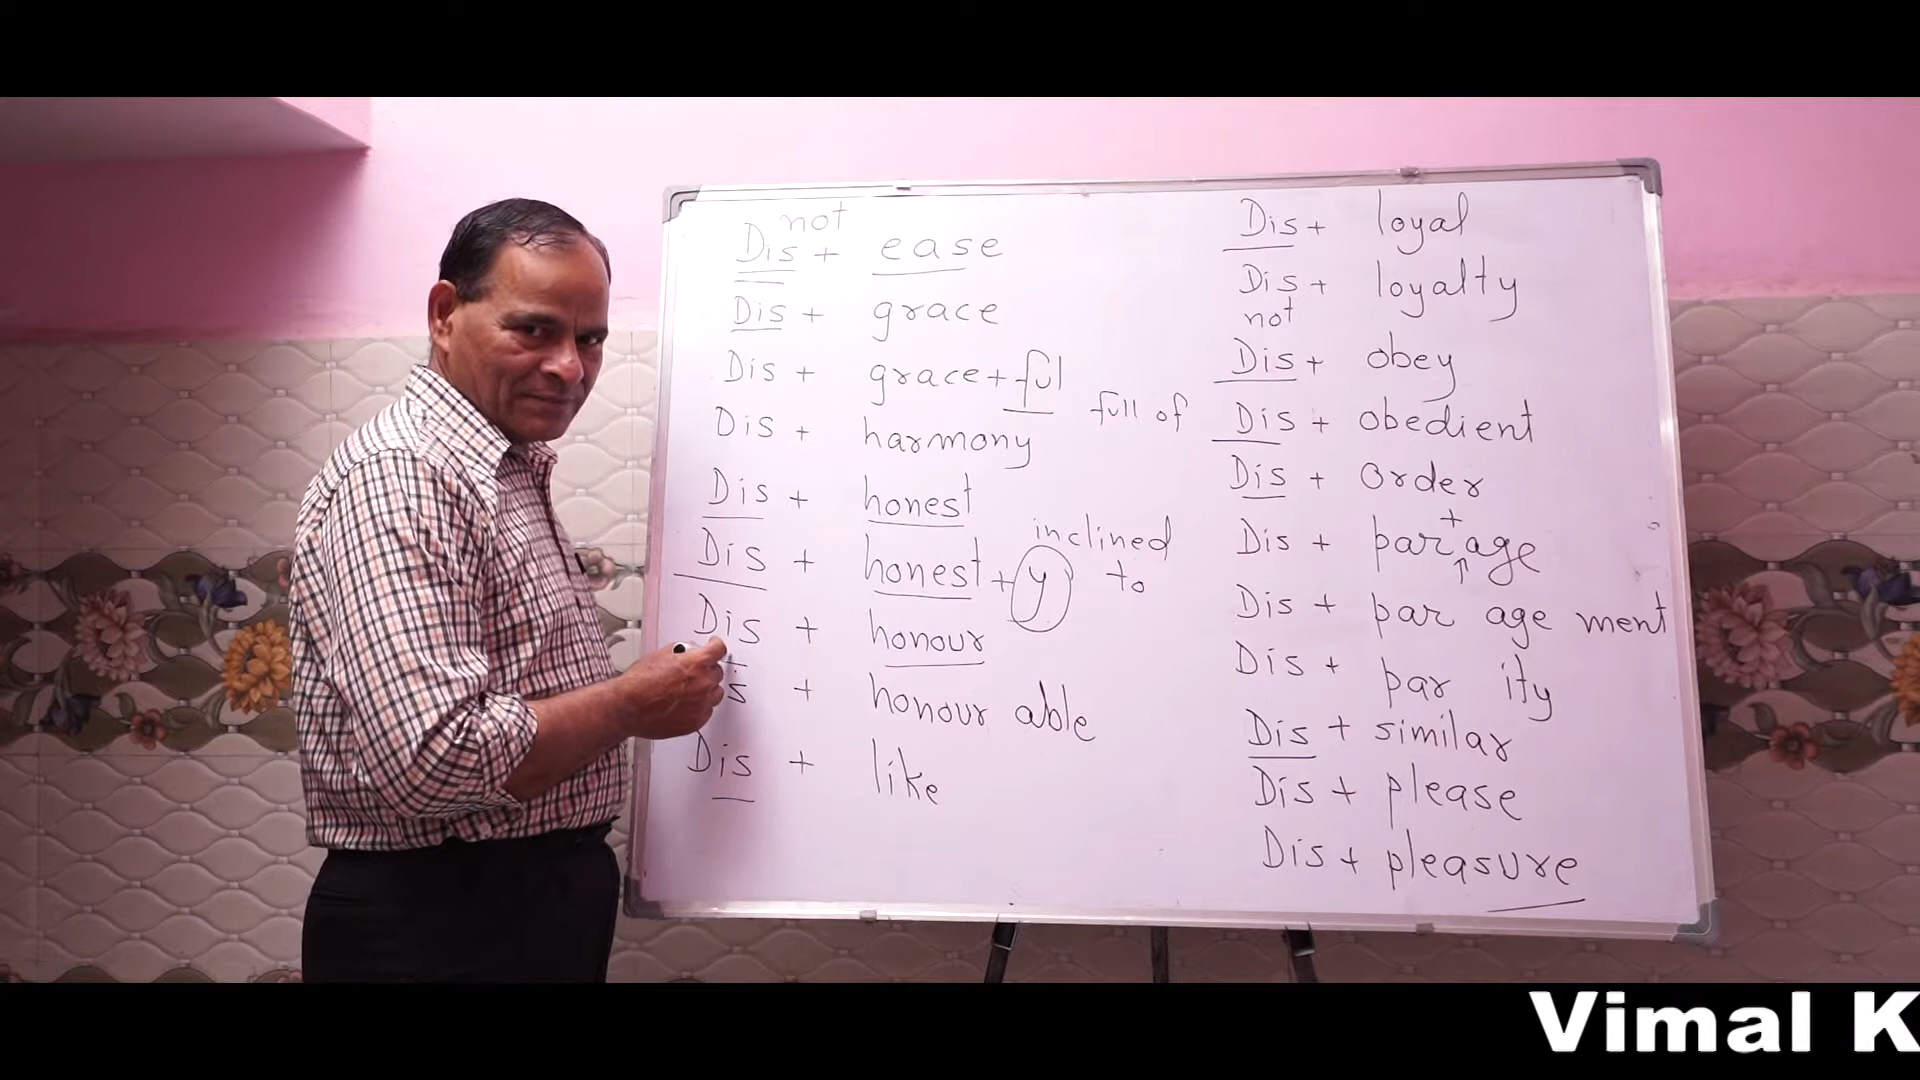 not
Dis + ease
Dis + grace
Dis + grace + ful
full of
Dis + harmony
Dis + honest
inclined
Dis + honest + y to
Dis + honour
is + honour able
Dis + like
Dis + loyal
Dis + loyalty
not
Dis + obey
Dis + obedient
Dis + order
+
Dis + par age
Dis + par age ment
Dis + par ity
Dis + similar
Dis + please
Dis + pleasure
Vimal K